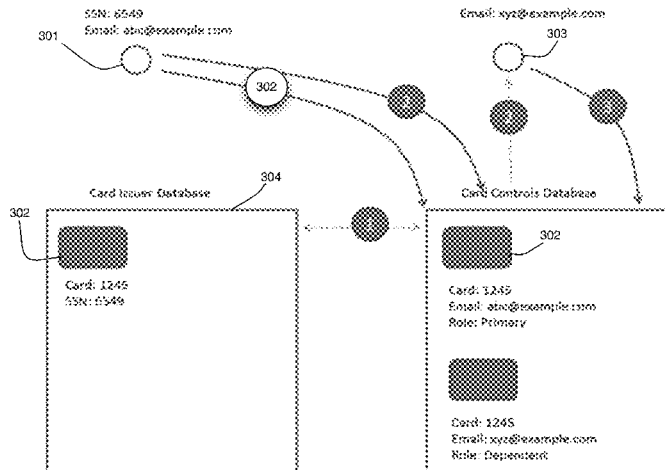 SSN: 6549
Email: abc@example.com
301
302
Email: xyz@example.com
303
Card Issuer Database
304
Card Controls Database
302
Card: 1245
SSN: 6549
302
Card: 1245
Email: abc@example.com
Role: Primary
Card: 1245
Email: xyz@example.com
Role: Dependent